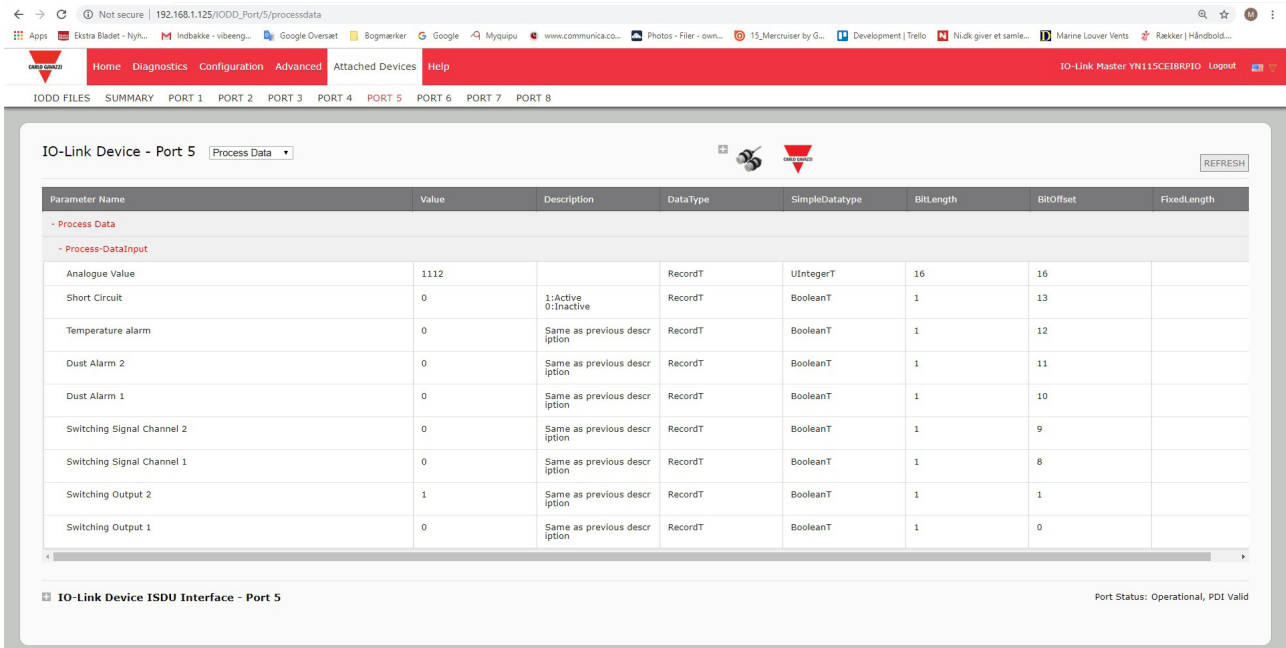 Not secure | 192.168.1.125/IODD_Port/5/processdata M
Apps Ekstra Bladet - Nyh... Indbakke - vibeeng... Google Oversæt Bogmærker Google Myquipu www.communica.co... Photos - Filer - own... 15_Mercruiser by G... Development | Trello Ni.dk giver et samle... Marine Louver Vents Rækker | Håndbold....
CARLO GAVAZZI Home Diagnostics Configuration Advanced Attached Devices Help IO-Link Master YN115CEI8RPIO Logout
IODD FILES SUMMARY PORT 1 PORT 2 PORT 3 PORT 4 PORT 5 PORT 6 PORT 7 PORT 8
IO-Link Device - Port 5 Process Data CARLO GAVAZZI REFRESH
Parameter Name Value Description DataType SimpleDatatype BitLength BitOffset FixedLength
- Process Data
- Process-DataInput
Analogue Value 1112 RecordT UIntegerT 16 16
Short Circuit 0 1:Active RecordT BooleanT 1 13
0:Inactive
Temperature alarm 0 Same as previous descr RecordT BooleanT 1 12
iption
Dust Alarm 2 0 Same as previous descr RecordT BooleanT 1 11
iption
Dust Alarm 1 0 Same as previous descr RecordT BooleanT 1 10
iption
Switching Signal Channel 2 0 Same as previous descr RecordT BooleanT 1 9
iption
Switching Signal Channel 1 0 Same as previous descr RecordT BooleanT 1 8
iption
Switching Output 2 1 Same as previous descr RecordT BooleanT 1 1
iption
Switching Output 1 0 Same as previous descr RecordT BooleanT 1 0
iption
IO-Link Device ISDU Interface - Port 5 Port Status: Operational, PDI Valid